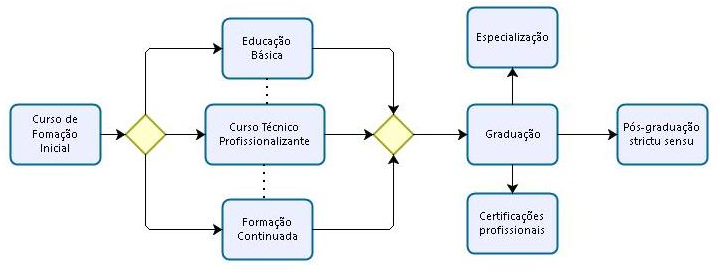 Curso de
Fomação
Inicial
Educação
Básica
Curso Técnico
Profissionalizante
Formação
Continuada
Especialização
Graduação
Certificações
profissionais
Pós-graduação
strictu sensu